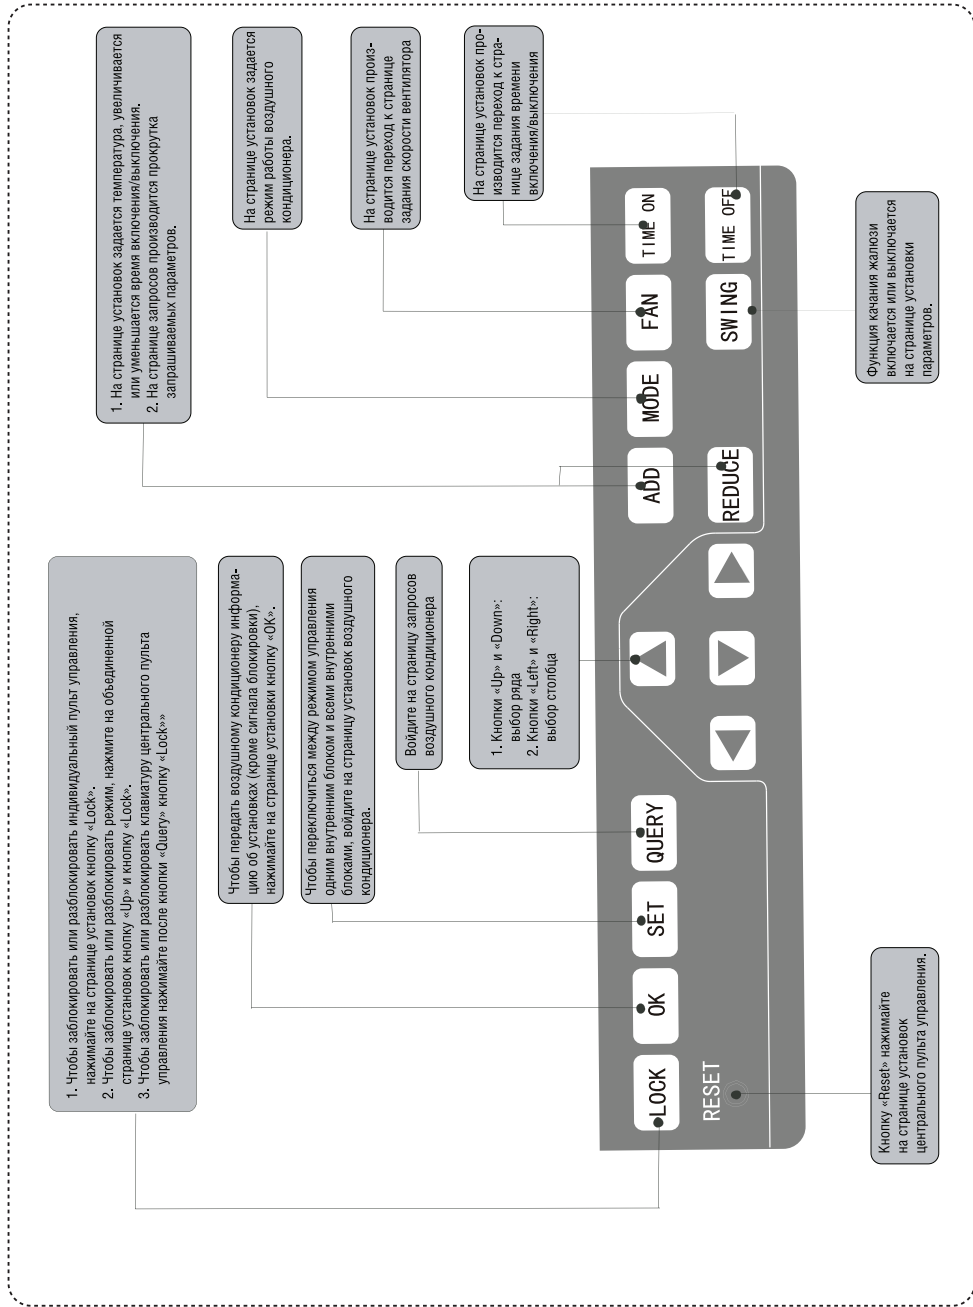 1. Чтобы заблокировать или разблокировать индивидуальный пульт управления,
нажимайте на странице установок кнопку «Lock».
2. Чтобы заблокировать или разблокировать режим, нажмите на объединенной
странице установок кнопку «Up» и кнопку «Lock».
3. Чтобы заблокировать или разблокировать клавиатуру центрального пульта
управления нажимайте после кнопки «Query» кнопку «Lock»»
1. На странице установок задается температура, увеличивается
или уменьшается время включения/выключения.
2. На странице запросов производится прокрутка
запрашиваемых параметров.
Чтобы передать воздушному кондиционеру информа-
цию об установках (кроме сигнала блокировки),
нажимайте на странице установки кнопку «OK».
На странице установок задается
режим работы воздушного
кондиционера.
Чтобы переключиться между режимом управления
одним внутренним блоком и всеми внутренними
блоками, войдите на страницу установок воздушного
кондиционера.
На странице установок произ-
водится переход к странице
задания скорости вентилятора
Войдите на страницу запросов
воздушного кондиционера
1. Кнопки «Up» и «Down»:
выбор ряда
2. Кнопки «Left» и «Right»:
выбор столбца
На странице установок про-
изводится переход к стра-
нице задания времени
включения/выключения
LOCK
OK
SET
QUERY
ADD
MODE
FAN
TIME ON
RESET
REDUCE
SWING
TIME OFF
Кнопку «Reset» нажимайте
на странице установок
центрального пульта управления.
Функция качания жалюзи
включается или выключается
на странице установки
параметров.